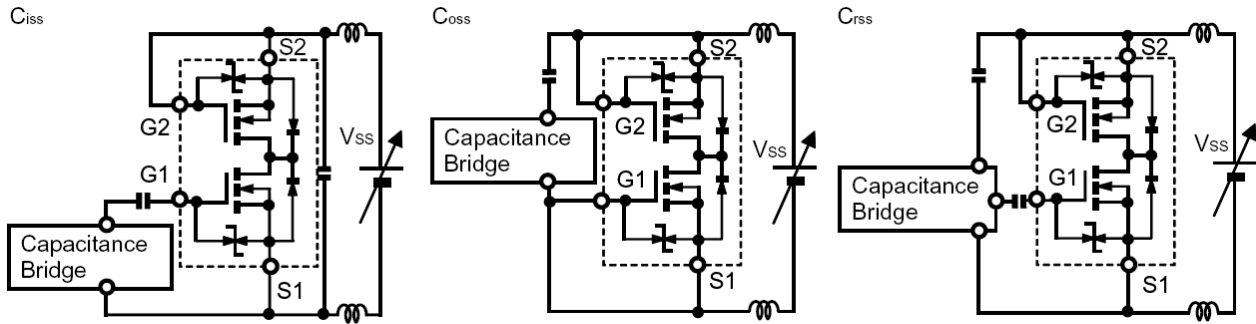 Ciss
S2
G2
G1
VSS
Capacitance
Bridge
S1
Coss
S2
G2
Capacitance
Bridge
G1
VSS
S1
Crss
S2
G2
G1
VSS
Capacitance
Bridge
S1